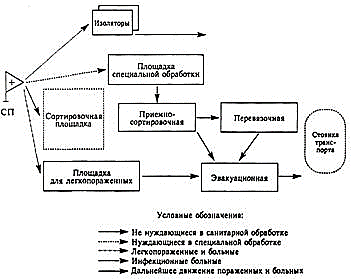 Изоляторы
Площадка
специальной обработки
СП
Сортировочная
площадка
Приемно-
сортировочная
Перевязочная
Стоянка
транс-
порта
Площадка
для легкопораженных
Эвакуационная
Условные обозначения:
Не нуждающиеся в санитарной обработке
Нуждающиеся в специальной обработке
Легкопораженные и больные
Инфекционные больные
Дальнейшее движение пораженных и больных